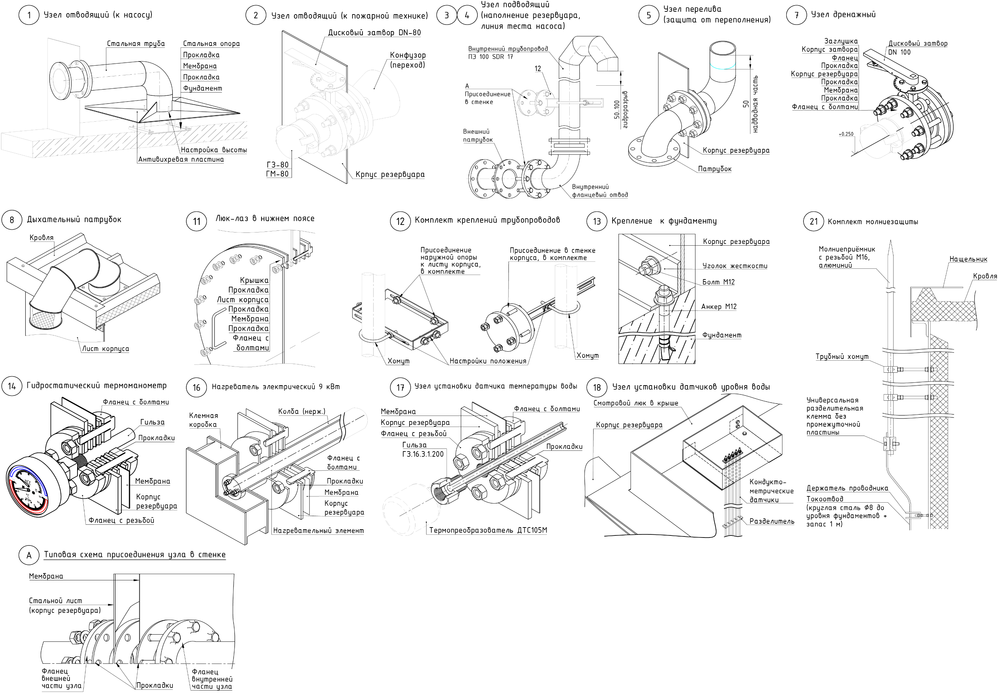 1
Узел отводящий (к насосу)
Стальная труба
Стальная опора
Прокладка
Мембрана
Прокладка
Фундамент
Настройка высоты
Антивихревая пластина
2
Узел отводящий (к пожарной технике)
Дисковый затвор DN-80
Конфузор
(переход)
ГЗ-80
ГМ-80
Крпус резервуара
3
4
Узел подводящий
(наполнение резервуара,
линия теста насоса)
Внутренний трубопровод
ПЭ 100 SDR 17
12
А
Присоединение
в стенке
50..100
гидроразрыв
Внешний
патрубок
Внутренний
фланцевый отвод
5
Узел перелива
(защита от переполнения)
50
надводная часть
Корпус резервуара
Патрубок
7
Узел дренажный
Заглушка
Корпус затвора
Фланец
Прокладка
Корпус резервуара
Прокладка
Мембрана
Прокладка
Фланец с болтами
Дисковый затвор
DN 100
+0.250
8
Дыхательный патрубок
Кровля
Лист корпуса
11
Люк-лаз в нижнем поясе
Крышка
Прокладка
Лист корпуса
Прокладка
Мембрана
Прокладка
Фланец с
болтами
12
Комплект креплений трубопроводов
Присоединение
наружной опоры
к листу корпуса,
в комплекте
Присоединение в стенке
корпуса, в комплекте
Хомут
Настройки положения
Хомут
13
Крепление к фундаменту
Корпус резервуара
Уголок жесткости
Болт М12
Анкер М12
Фундамент
21
Комплект молниезащиты
Молниеприёмник
с резьбой М16,
алюминий
Нащельник
Кровля
Трубный хомут
Универсальная
разделительная
клемма без
промежуточной
пластины
Держатель проводника
Токоотвод
(круглая сталь Ø8 до
уровня фундаментов +
запас 1 м)
14
Гидростатический термоманометр
Фланец с болтами
Гильза
Прокладки
Мембрана
Корпус
резервуара
Фланец с резьбой
16
Нагреватель электрический 9 кВт
Клемная
коробка
Колба (нерж.)
Фланец с
болтами
Прокладки
Мембрана
Корпус
резервуара
Нагревательный элемент
17
Узел установки датчика температуры воды
Мембрана
Корпус резервуара
Фланец с резьбой
Гильза
ГЗ.16.3.1.200
Фланец с болтами
Прокладки
Термопреобразователь ДТС105М
18
Узел установки датчиков уровня воды
Смотровой люк в крыше
Корпус резервуара
Кондукто-
метрические
датчики
Разделитель
А
Типовая схема присоединения узла в стенке
Мембрана
Стальной лист
(корпус резервуара)
Фланец
внешней
части узла
Прокладки
Фланец
внутренней
части узла